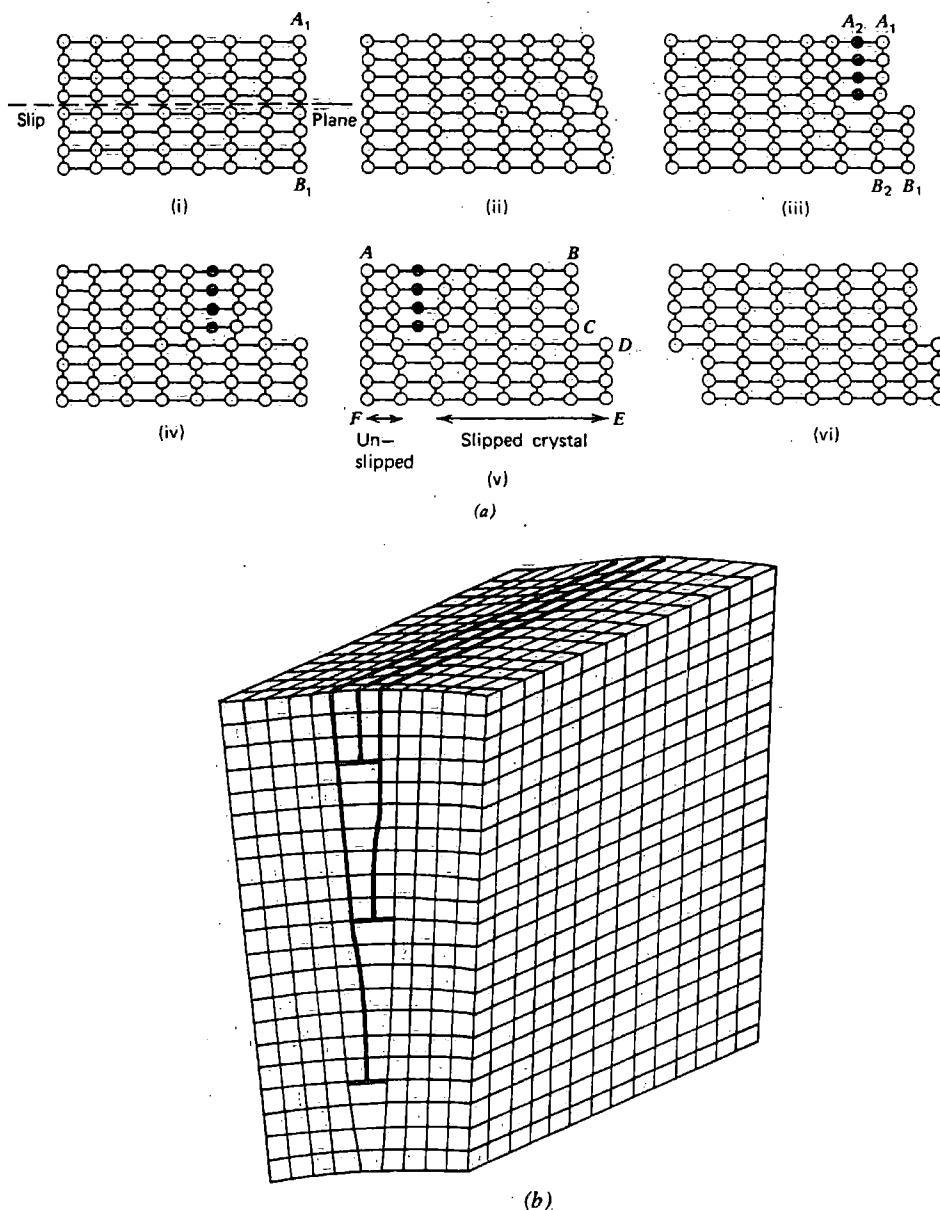 A₁
Slip Plane
B₁
(i)
(ii)
A₂ A₁
B₂ B₁
(iii)
(iv)
A B
C
D
F E
Un–
slipped
Slipped crystal
(v)
(vi)
(a)
(b)